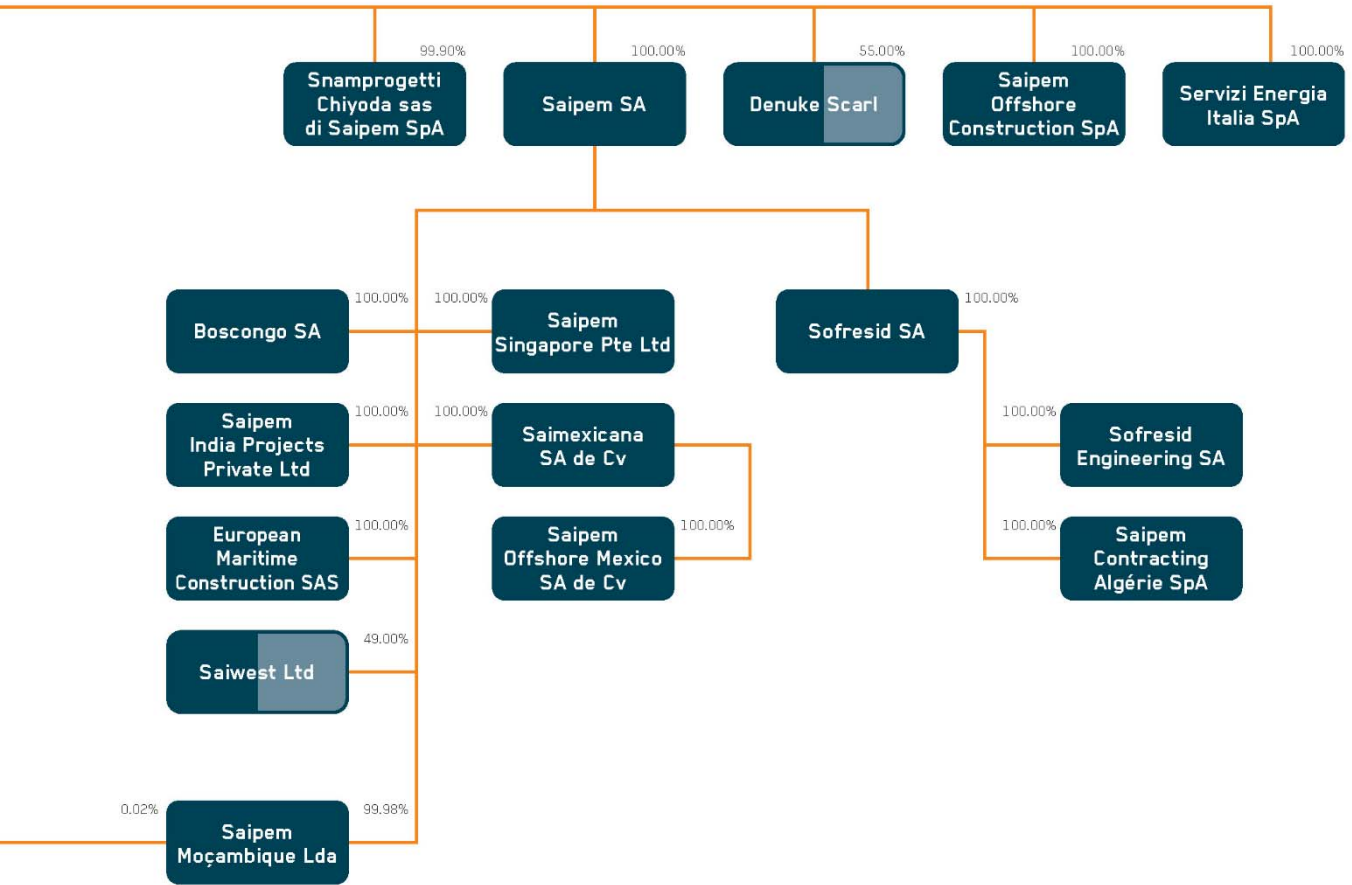 99.90%
Snamprogetti
Chiyoda sas
di Saipem SpA
100.00%
Saipem SA
55.00%
Denuke Scarl
100.00%
Saipem
Offshore
Construction SpA
100.00%
Servizi Energia
Italia SpA
100.00%
Boscongo SA
100.00%
Saipem
Singapore Pte Ltd
100.00%
Sofresid SA
100.00%
Saipem
India Projects
Private Ltd
100.00%
Saimexicana
SA de Cv
100.00%
Sofresid
Engineering SA
100.00%
European
Maritime
Construction SAS
100.00%
Saipem
Offshore Mexico
SA de Cv
100.00%
Saipem
Contracting
Algérie SpA
49.00%
Saiwest Ltd
0.02%
99.98%
Saipem
Moçambique Lda